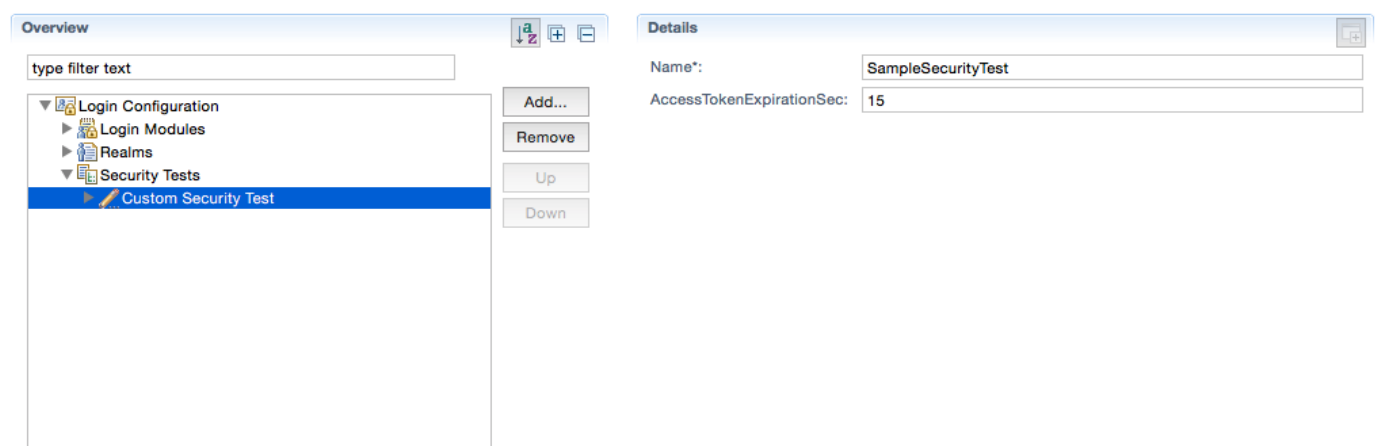 Overview
type filter text
Login Configuration
Login Modules
Realms
Security Tests
Custom Security Test
Add...
Remove
Up
Down
Details
Name*: SampleSecurityTest
AccessTokenExpirationSec: 15